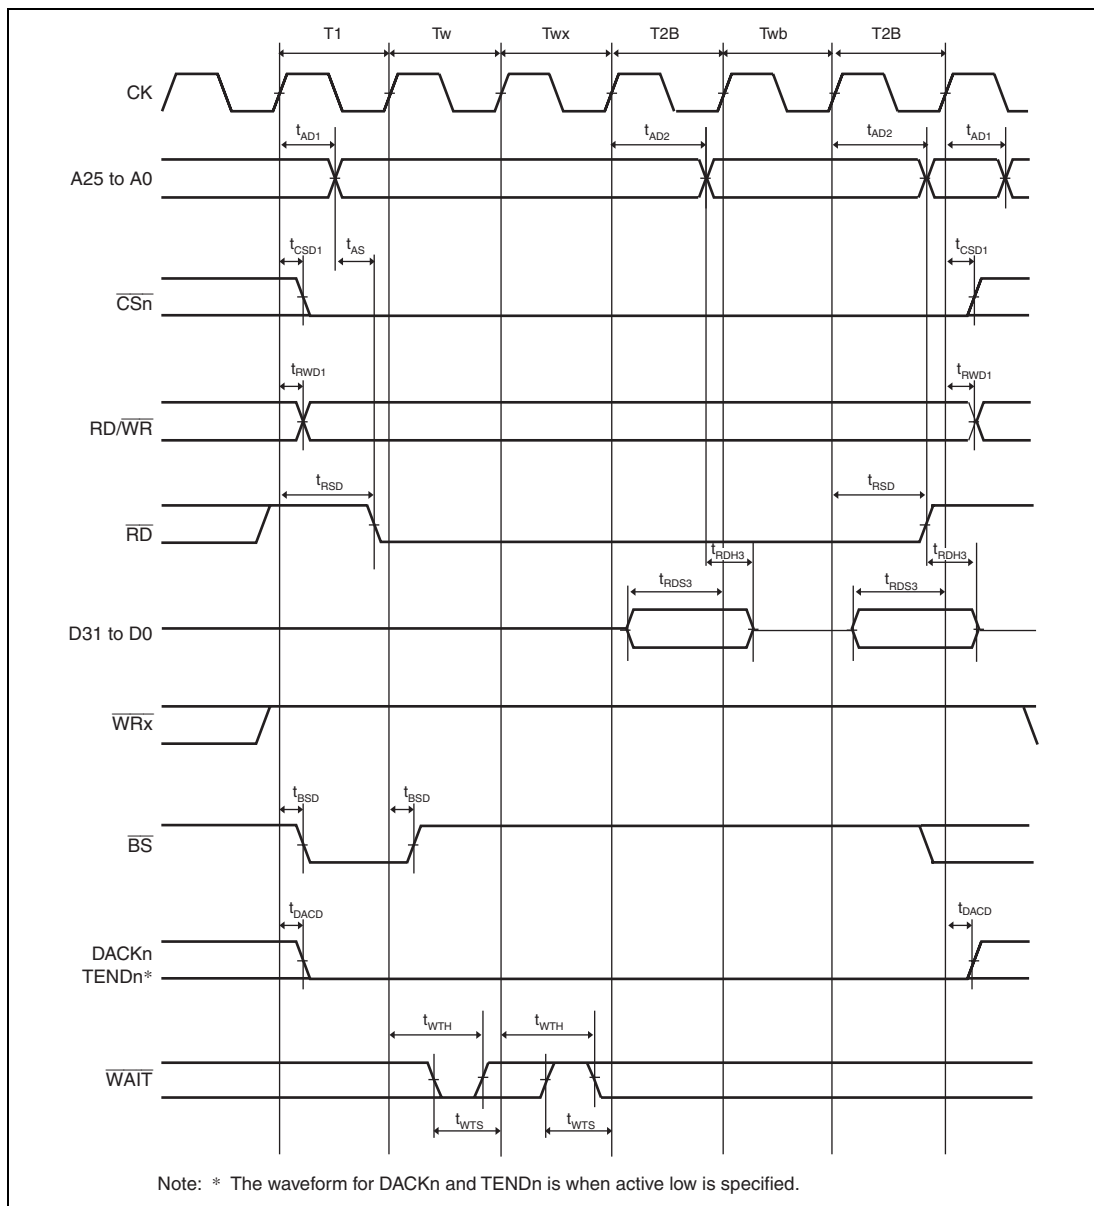 T1 Tw Twx T2B Twb T2B
CK
tAD1 tAD2 tAD2 tAD1
A25 to A0
tCSD1 tAS tCSD1
CSn
tRWD1 tRWD1
RD/WR
tRSD tRSD
RD
tRDH3 tRDH3
tRDS3 tRDS3
D31 to D0
WRx
tBSD tBSD
BS
tDACD tDACD
DACKn
TENDn*
tWTH tWTH
WAIT
tWTS tWTS
Note: * The waveform for DACKn and TENDn is when active low is specified.